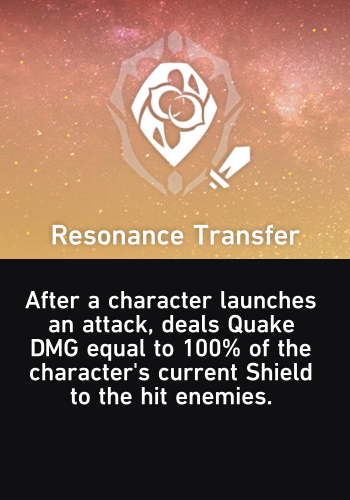 Resonance Transfer
After a character launches
an attack, deals Quake
DMG equal to 100% of the
character's current Shield
to the hit enemies.